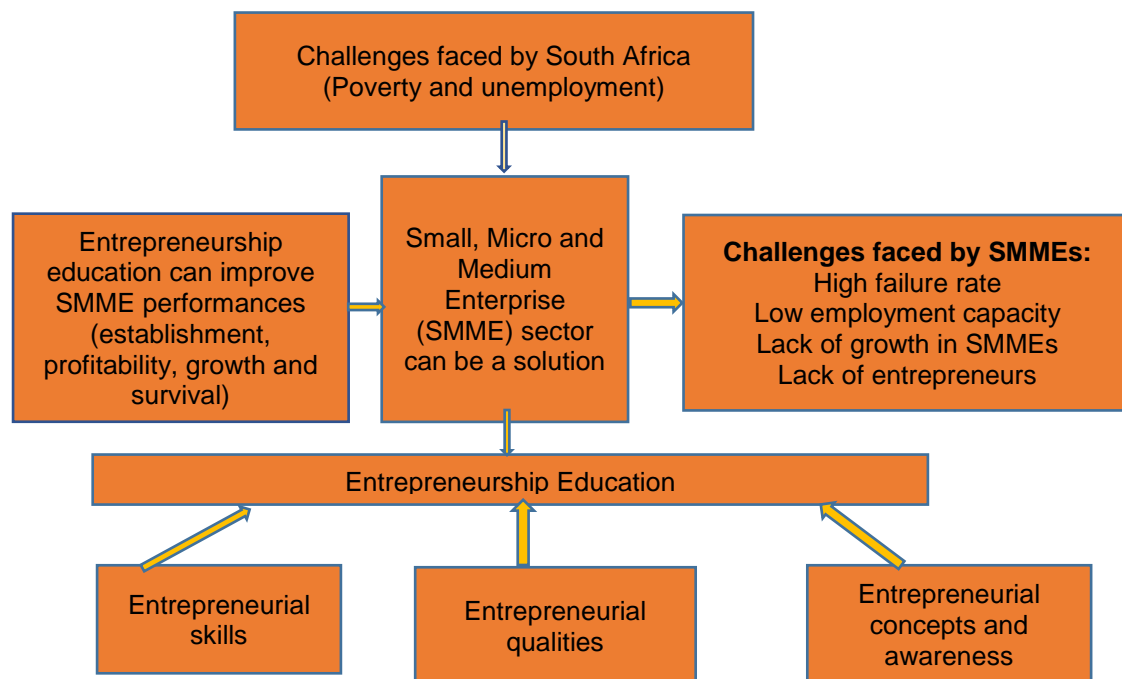 Challenges faced by South Africa
(Poverty and unemployment)
Entrepreneurship
education can improve
SMME performances
(establishment,
profitability, growth and
survival)
Small, Micro and
Medium
Enterprise
(SMME) sector
can be a solution
Challenges faced by SMMEs:
High failure rate
Low employment capacity
Lack of growth in SMMEs
Lack of entrepreneurs
Entrepreneurship Education
Entrepreneurial
skills
Entrepreneurial
qualities
Entrepreneurial
concepts and
awareness